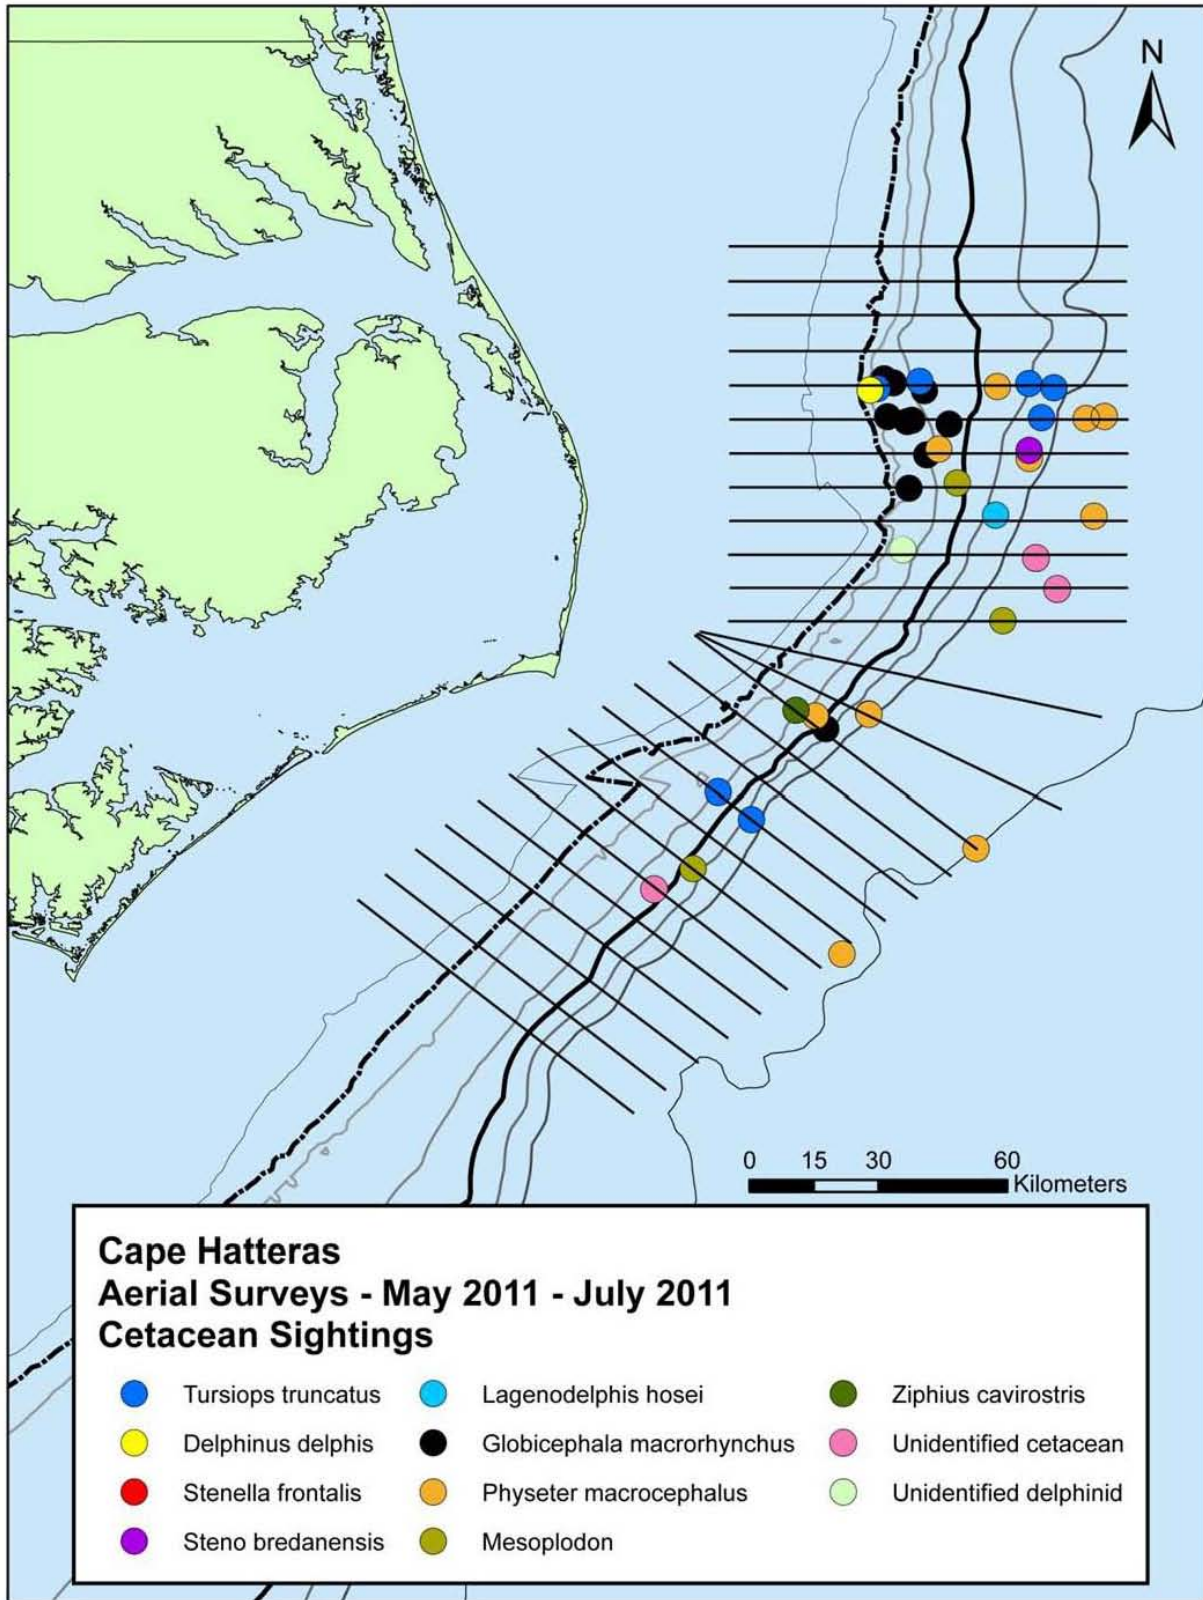 N
0 15 30 60
Kilometers
Cape Hatteras
Aerial Surveys - May 2011 - July 2011
Cetacean Sightings
Tursiops truncatus
Delphinus delphis
Stenella frontalis
Steno bredanensis
Lagenodelphis hosei
Globicephala macrorhynchus
Physeter macrocephalus
Mesoplodon
Ziphius cavirostris
Unidentified cetacean
Unidentified delphinid